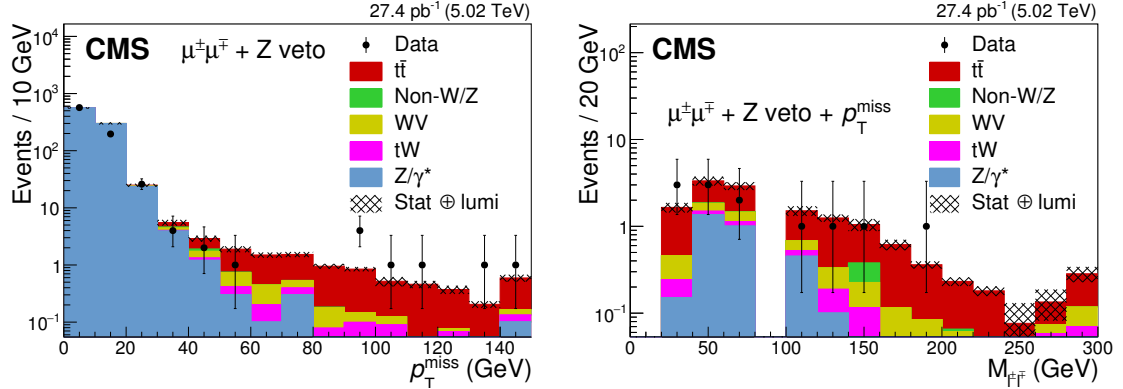 27.4 pb⁻¹ (5.02 TeV)
CMS
μ±μ∓ + Z veto
Data
tt̄
Non-W/Z
WV
tW
Z/γ*
Stat ⊕ lumi
Events / 10 GeV
10⁴
10³
10²
10
1
10⁻¹
0 20 40 60 80 100 120 140
p_T^miss (GeV)
27.4 pb⁻¹ (5.02 TeV)
CMS
μ±μ∓ + Z veto + p_T^miss
Data
tt̄
Non-W/Z
WV
tW
Z/γ*
Stat ⊕ lumi
Events / 20 GeV
10²
10
1
10⁻¹
0 50 100 150 200 250 300
M_l±l∓ (GeV)